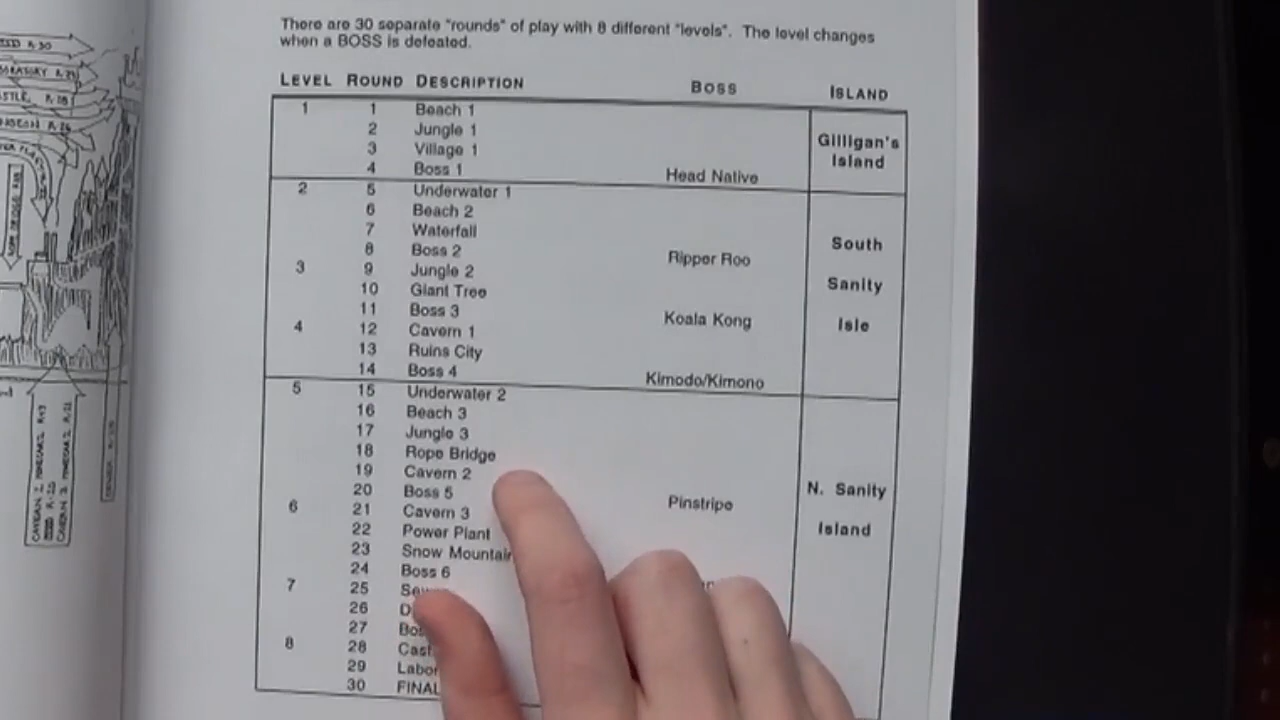 There are 30 separate "rounds" of play with 8 different "levels". The level changes
when a BOSS is defeated.
LEVEL ROUND DESCRIPTION BOSS ISLAND
1 1 Beach 1
2 Jungle 1
3 Village 1
4 Boss 1 Head Native
Gilligan's
Island
2 5 Underwater 1
6 Beach 2
7 Waterfall
8 Boss 2 Ripper Roo
3 9 Jungle 2
10 Giant Tree
11 Boss 3 Koala Kong
4 12 Cavern 1
13 Ruins City
14 Boss 4 Kimodo/Kimono
South
Sanity
Isle
5 15 Underwater 2
16 Beach 3
17 Jungle 3
18 Rope Bridge
19 Cavern 2
20 Boss 5 Pinstripe
6 21 Cavern 3
22 Power Plant
23 Snow Mountain
24 Boss 6
7 25
26
27
8 28
29
30 FINAL
N. Sanity
Island